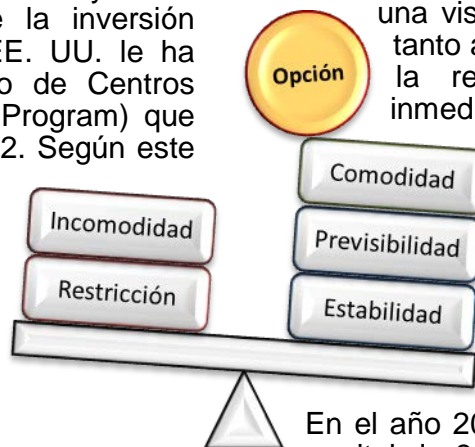 e la inversión
EE. UU. le ha
o de Centros
Program) que
2. Según este
una vis
tanto a
la re
inmed
Opción
Incomodidad
Restricción
Comodidad
Previsibilidad
Estabilidad
En el año 20